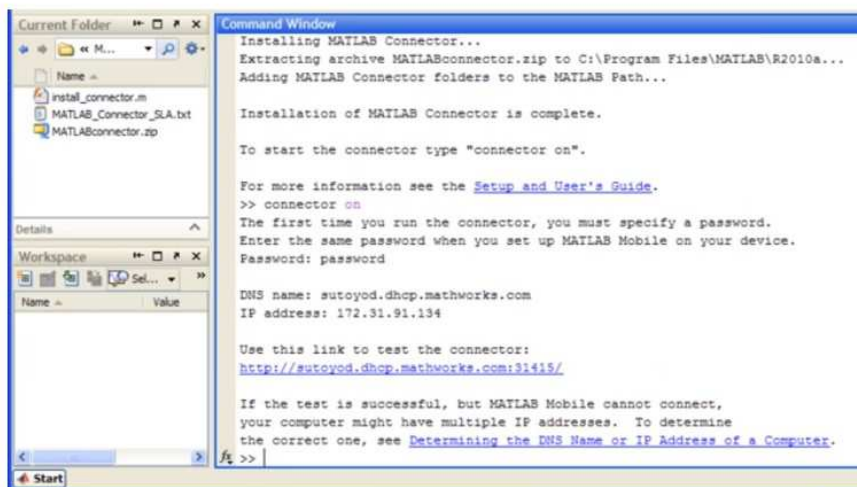 Current Folder
« M...
Name
install_connector.m
MATLAB_Connector_SLA.txt
MATLABconnector.zip
Details
Workspace
Sel...
»
Name
Value
Start
Command Window
Installing MATLAB Connector...
Extracting archive MATLABconnector.zip to C:\Program Files\MATLAB\R2010a...
Adding MATLAB Connector folders to the MATLAB Path...
Installation of MATLAB Connector is complete.
To start the connector type "connector on".
For more information see the Setup and User's Guide.
>> connector on
The first time you run the connector, you must specify a password.
Enter the same password when you set up MATLAB Mobile on your device.
Password: password
DNS name: sutoyod.dhcp.mathworks.com
IP address: 172.31.91.134
Use this link to test the connector:
http://sutoyod.dhcp.mathworks.com:31415/
If the test is successful, but MATLAB Mobile cannot connect,
your computer might have multiple IP addresses. To determine
the correct one, see Determining the DNS Name or IP Address of a Computer.
fx >>